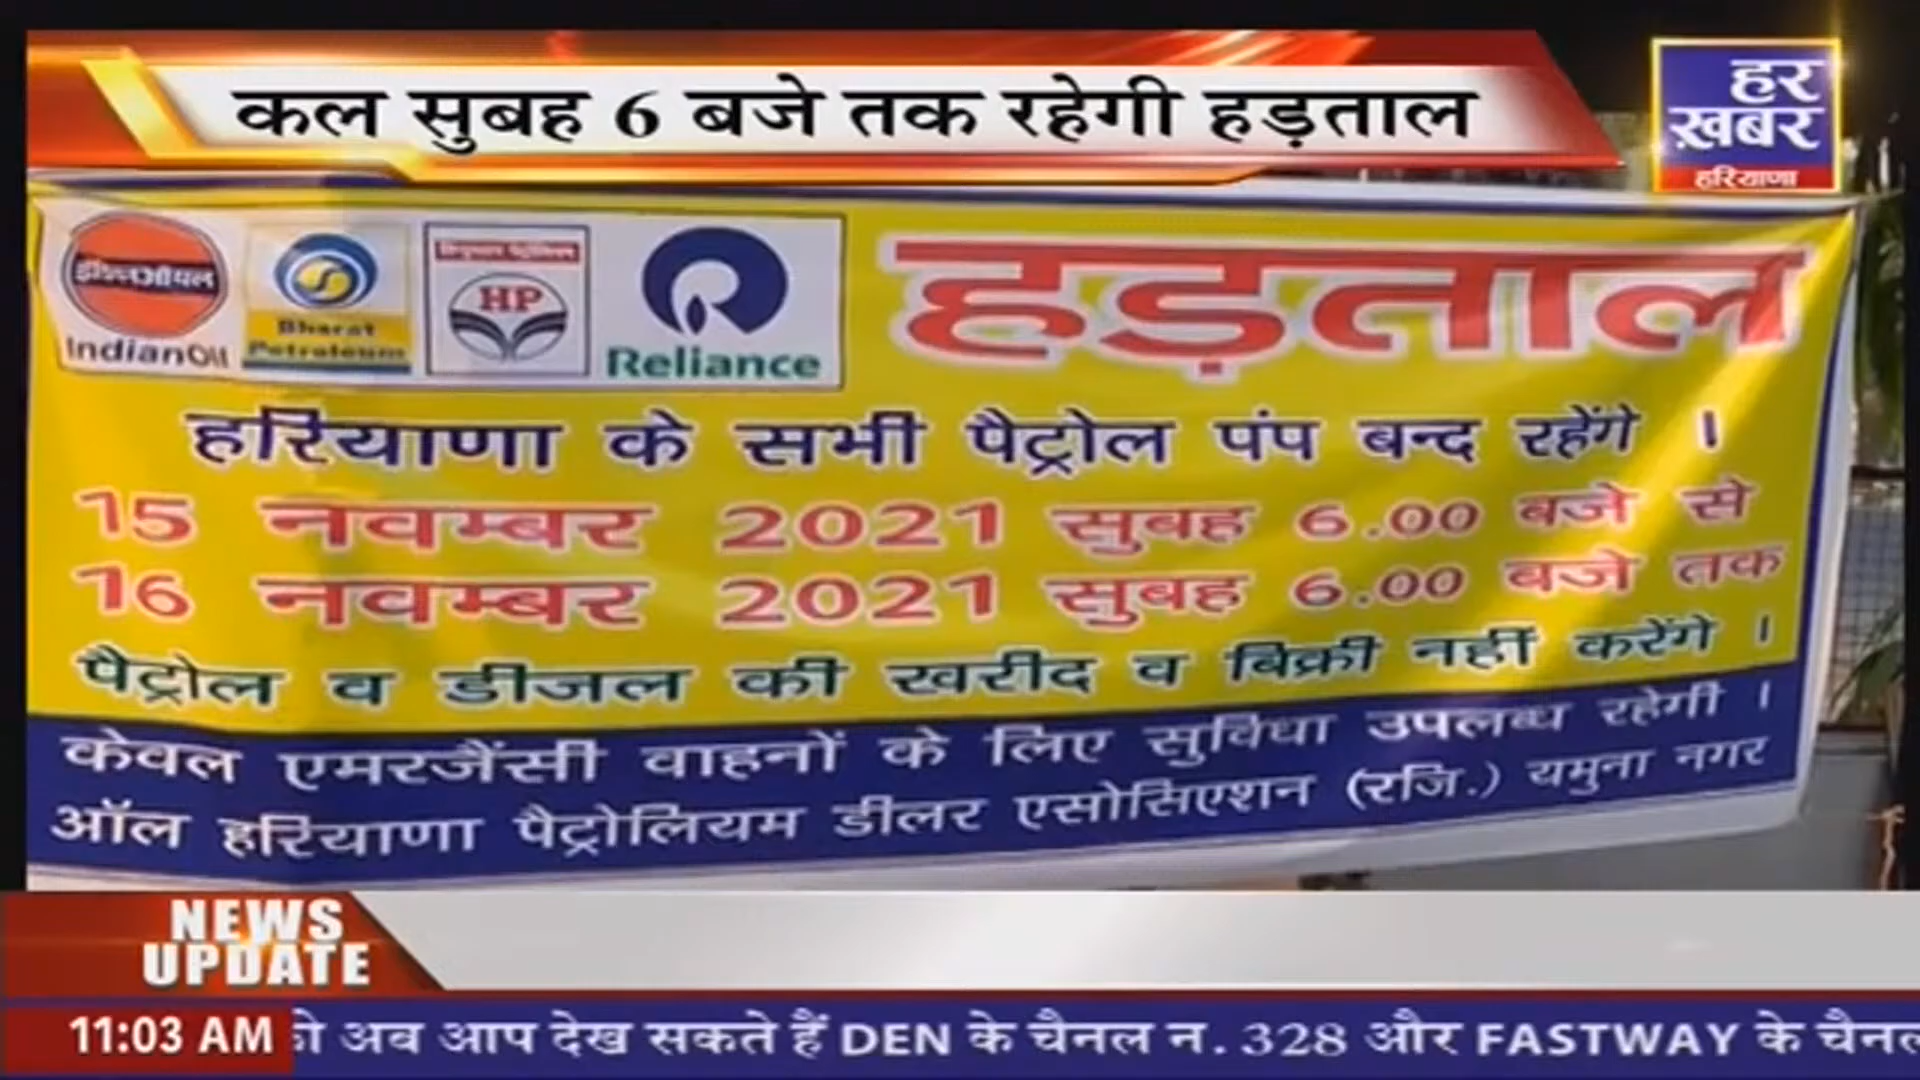 कल सुबह 6 बजे तक रहेगी हड़ताल
हर
ख़बर
हरियाणा
इंडियनऑयल
IndianOil
Bharat
Petroleum
हिन्दुस्तान पेट्रोलियम
HP
Reliance
हड़ताल
हरियाणा के सभी पैट्रोल पंप बन्द रहेंगे ।
15 नवम्बर 2021 सुबह 6.00 बजे से
16 नवम्बर 2021 सुबह 6.00 बजे तक
पैट्रोल व डीजल की खरीद व बिक्री नहीं करेंगे ।
केवल एमरजैंसी वाहनों के लिए सुविधा उपलब्ध रहेगी ।
ऑल हरियाणा पैट्रोलियम डीलर एसोसिएशन (रजि.) यमुना नगर
NEWS
UPDATE
11:03 AM
अब आप देख सकते हैं DEN के चैनल न. 328 और FASTWAY के चैनल